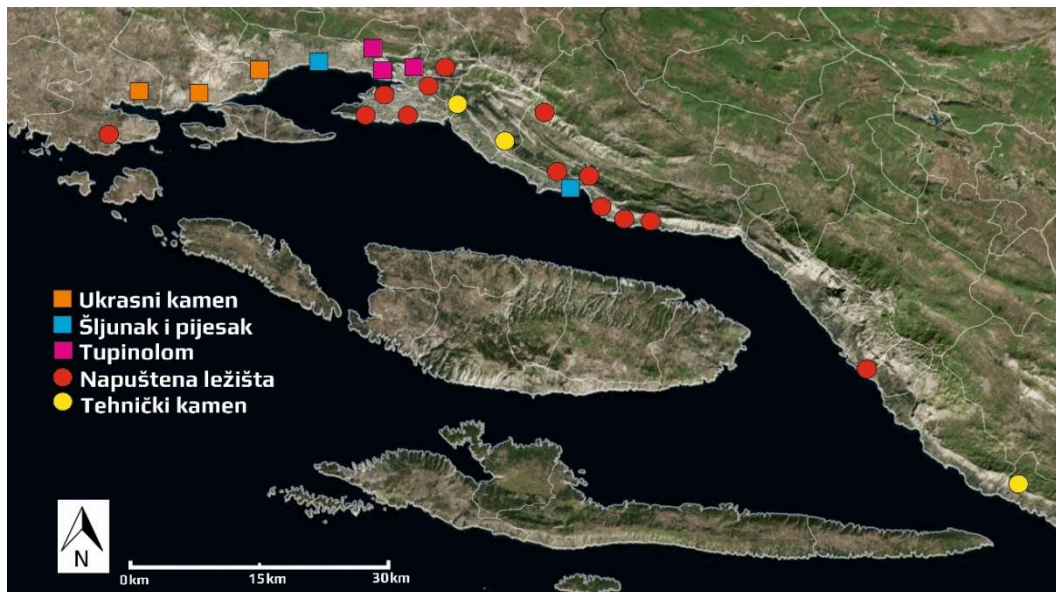 Ukrasni kamen
Šljunak i pijesak
Tupinolom
Napuštena ležišta
Tehnički kamen
N
0km 15km 30km